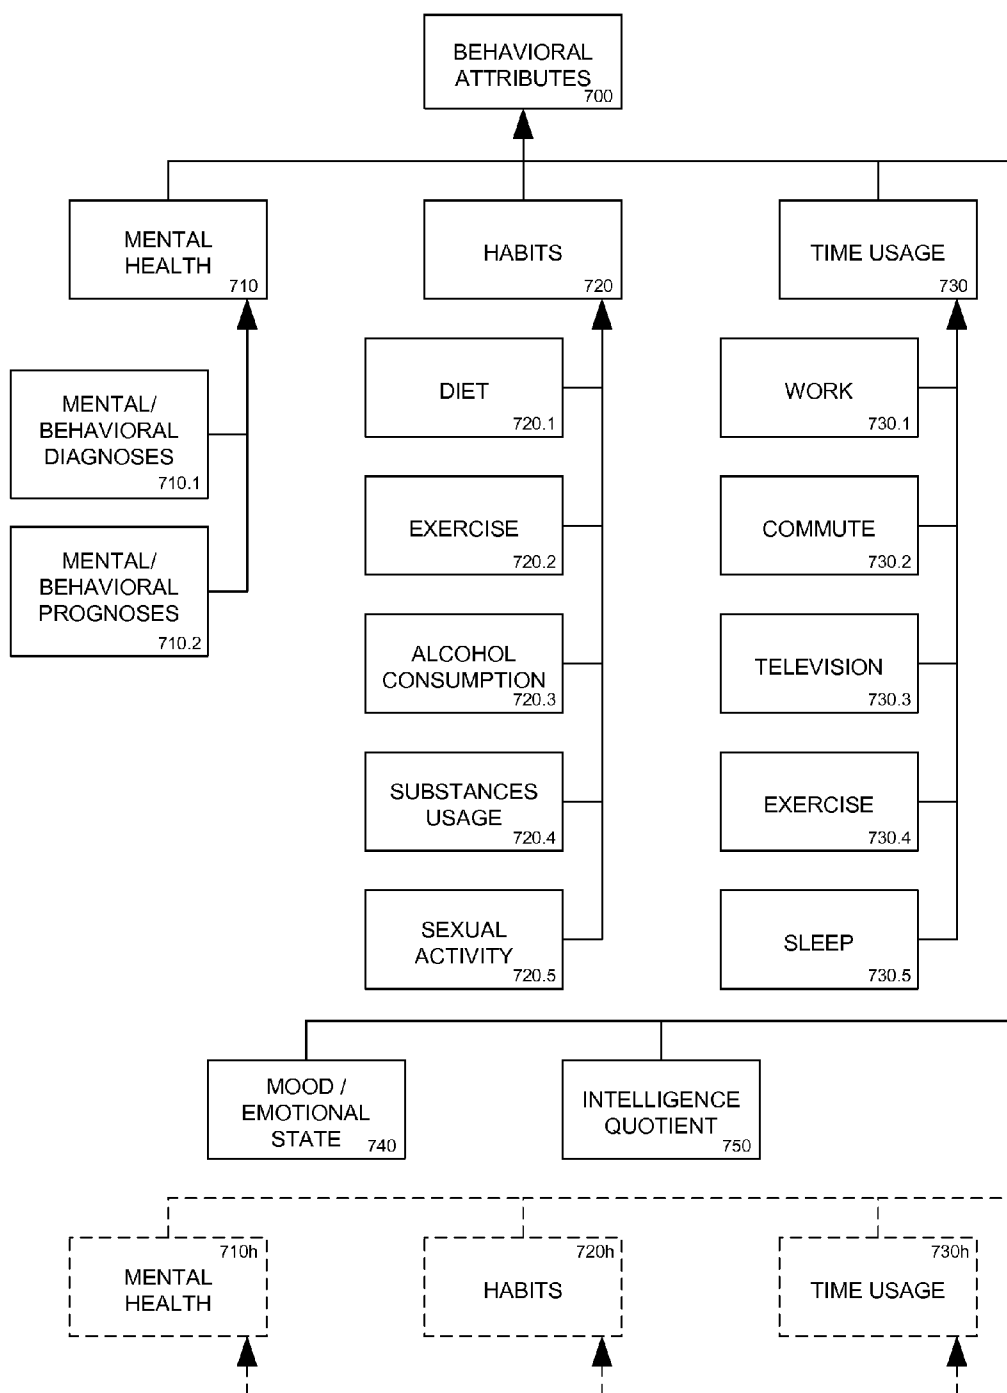 BEHAVIORAL
ATTRIBUTES
700
MENTAL
HEALTH
710
HABITS
720
TIME USAGE
730
MENTAL/
BEHAVIORAL
DIAGNOSES
710.1
MENTAL/
BEHAVIORAL
PROGNOSES
710.2
DIET
720.1
EXERCISE
720.2
ALCOHOL
CONSUMPTION
720.3
SUBSTANCES
USAGE
720.4
SEXUAL
ACTIVITY
720.5
WORK
730.1
COMMUTE
730.2
TELEVISION
730.3
EXERCISE
730.4
SLEEP
730.5
MOOD /
EMOTIONAL
STATE
740
INTELLIGENCE
QUOTIENT
750
710h
MENTAL
HEALTH
720h
HABITS
730h
TIME USAGE